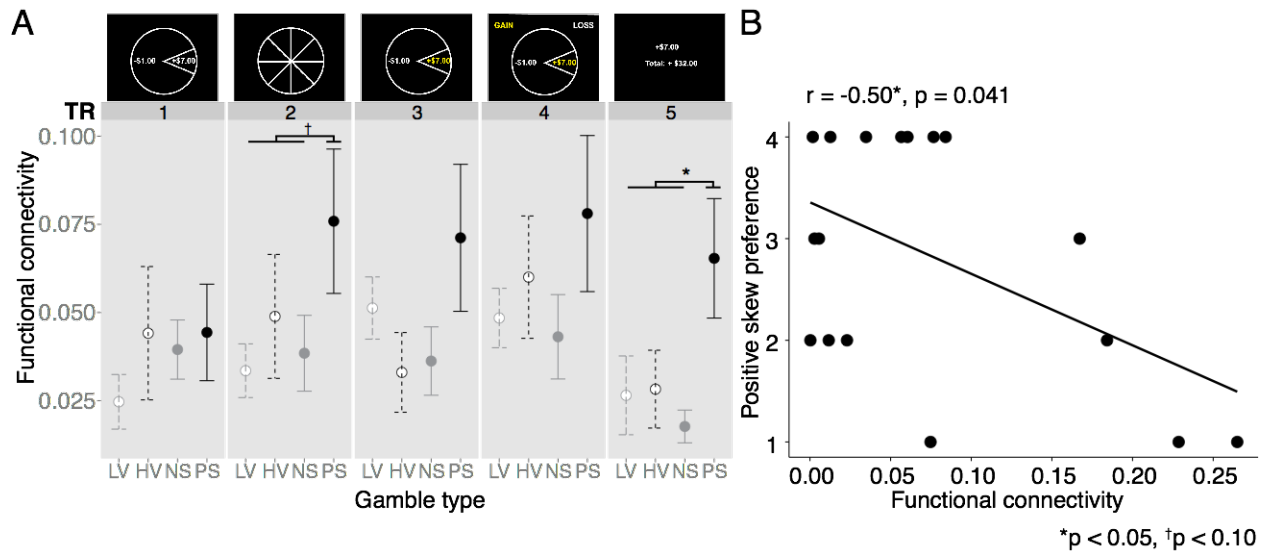 A
B
-$1.00
+$7.00
-$1.00
+$7.00
GAIN
LOSS
-$1.00
+$7.00
+$7.00
Total: + $32.00
TR
1
2
3
4
5
Functional connectivity
0.100
0.075
0.050
0.025
†
*
LV HV NS PS
LV HV NS PS
LV HV NS PS
LV HV NS PS
LV HV NS PS
Gamble type
r = -0.50*, p = 0.041
Positive skew preference
4
3
2
1
0.00 0.05 0.10 0.15 0.20 0.25
Functional connectivity
*p < 0.05, †p < 0.10